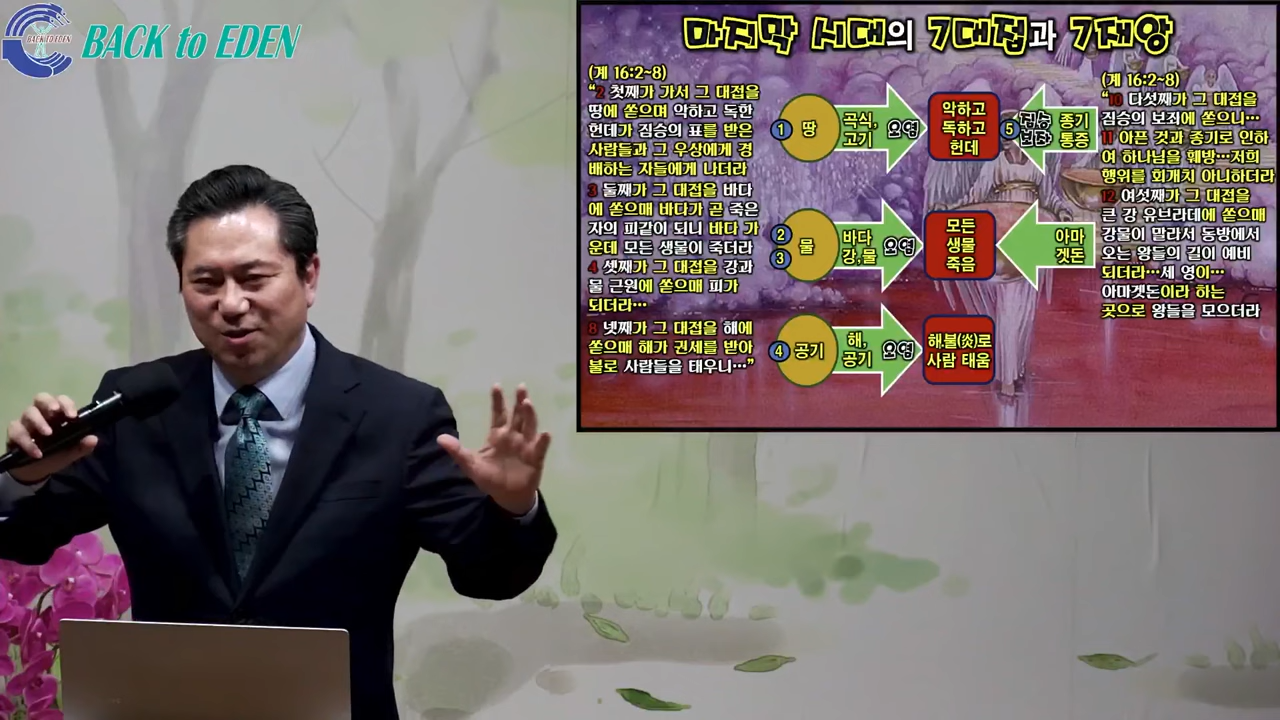 BACK to EDEN
BACK TO EDEN
마지막 시대의 7대접과 7재앙
(계 16:2~8)
“2 첫째가 가서 그 대접을
땅에 쏟으며 악하고 독한
헌데가 짐승의 표를 받은
사람들과 그 우상에게 경
배하는 자들에게 나더라
3 둘째가 그 대접을 바다
에 쏟으매 바다가 곧 죽은
자의 피같이 되니 바다 가
운데 모든 생물이 죽더라
4 셋째가 그 대접을 강과
물 근원에 쏟으매 피가
되더라…
8 넷째가 그 대접을 해에
쏟으매 해가 권세를 받아
불로 사람들을 태우니…”
1 땅
곡식,
고기
오염
악하고
독하고
헌데
5 짐승
보좌
종기
통증
2
3
물
바다
강,물
오염
모든
생물
죽음
아마
겟돈
4 공기
해,
공기
오염
해.불(炎)로
사람 태움
(계 16:2~8)
“10 다섯째가 그 대접을
짐승의 보좌에 쏟으니…
11 아픈 것과 종기로 인하
여 하나님을 훼방…저희
행위를 회개치 아니하더라
12 여섯째가 그 대접을
큰 강 유브라데에 쏟으매
강물이 말라서 동방에서
오는 왕들의 길이 예비
되더라…세 영이…
아마겟돈이라 하는
곳으로 왕들을 모으더라